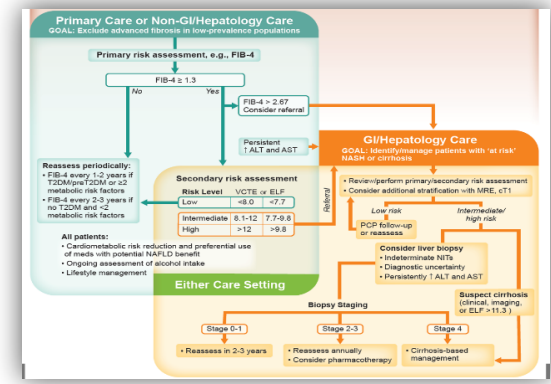 Primary Care or Non-GI/Hepatology Care
GOAL: Exclude advanced fibrosis in low-prevalence populations
Primary risk assessment, e.g., FIB-4
FIB-4 ≥ 1.3
No
Yes
FIB-4 > 2.67
Consider referral
Persistent
↑ ALT and AST
GI/Hepatology Care
GOAL: Identify/manage patients with 'at risk'
NASH or cirrhosis
Reassess periodically:
• FIB-4 every 1-2 years if
T2DM/preT2DM or ≥2
metabolic risk factors
• FIB-4 every 2-3 years if
no T2DM and <2
metabolic risk factors
Secondary risk assessment
Risk Level VCTE or ELF
Low <8.0 <7.7
Intermediate 8.1-12 7.7-9.8
High >12 >9.8
Referral
• Review/perform primary/secondary risk assessment
• Consider additional stratification with MRE, cT1
Low risk
Intermediate/
high risk
PCP follow-up
or reassess
All patients:
• Cardiometabolic risk reduction and preferential use
of meds with potential NAFLD benefit
• Ongoing assessment of alcohol intake
• Lifestyle management
Consider liver biopsy
• Indeterminate NITs
• Diagnostic uncertainty
• Persistently ↑ ALT and AST
Suspect cirrhosis
(clinical, imaging,
or ELF >11.3 )
Either Care Setting
Biopsy Staging
Stage 0-1
Stage 2-3
Stage 4
• Reassess in 2-3 years
• Reassess annually
• Consider pharmacotherapy
• Cirrhosis-based
management